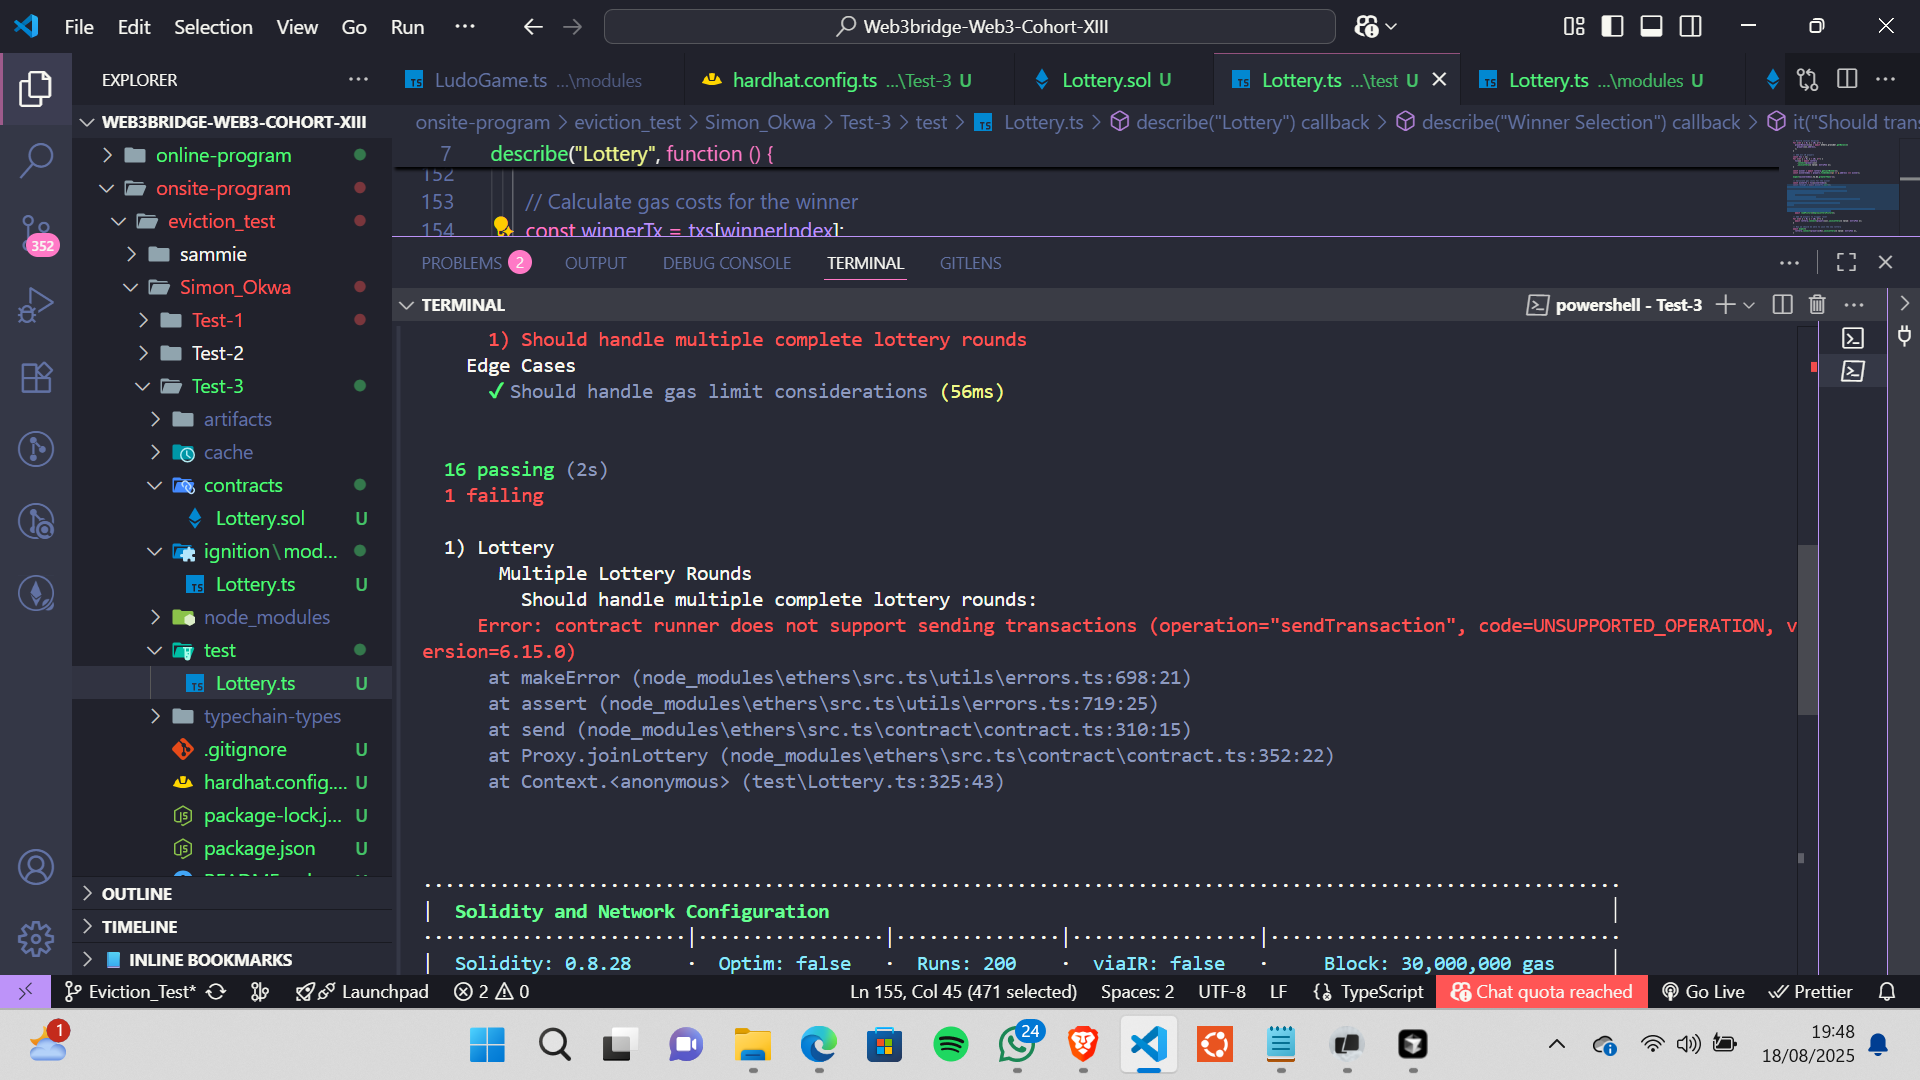 File Edit Selection View Go Run ···
Web3bridge-Web3-Cohort-XIII
EXPLORER
LudoGame.ts ...\modules
hardhat.config.ts ...\Test-3 U
Lottery.sol U
Lottery.ts ...\test U
Lottery.ts ...\modules U
WEB3BRIDGE-WEB3-COHORT-XIII
onsite-program > eviction_test > Simon_Okwa > Test-3 > test > Lottery.ts > describe("Lottery") callback > describe("Winner Selection") callback > it("Should tran
online-program
onsite-program
eviction_test
sammie
Simon_Okwa
Test-1
Test-2
Test-3
artifacts
cache
contracts
Lottery.sol U
ignition\mod...
Lottery.ts U
node_modules
test
Lottery.ts U
typechain-types
.gitignore U
hardhat.config.... U
package-lock.j... U
package.json U
OUTLINE
TIMELINE
INLINE BOOKMARKS
352
7 describe("Lottery", function () {
152
153 // Calculate gas costs for the winner
154 const winnerTx = txs[winnerIndex];
PROBLEMS 2 OUTPUT DEBUG CONSOLE TERMINAL GITLENS
TERMINAL
powershell - Test-3
1) Should handle multiple complete lottery rounds
Edge Cases
✓ Should handle gas limit considerations (56ms)
16 passing (2s)
1 failing
1) Lottery
Multiple Lottery Rounds
Should handle multiple complete lottery rounds:
Error: contract runner does not support sending transactions (operation="sendTransaction", code=UNSUPPORTED_OPERATION, v
ersion=6.15.0)
at makeError (node_modules\ethers\src.ts\utils\errors.ts:698:21)
at assert (node_modules\ethers\src.ts\utils\errors.ts:719:25)
at send (node_modules\ethers\src.ts\contract\contract.ts:310:15)
at Proxy.joinLottery (node_modules\ethers\src.ts\contract\contract.ts:352:22)
at Context.<anonymous> (test\Lottery.ts:325:43)
| Solidity and Network Configuration |
| Solidity: 0.8.28 · Optim: false · Runs: 200 · viaIR: false · Block: 30,000,000 gas |
Eviction_Test* Launchpad 2 0 Ln 155, Col 45 (471 selected) Spaces: 2 UTF-8 LF TypeScript Chat quota reached Go Live Prettier
1
24
19:48
18/08/2025